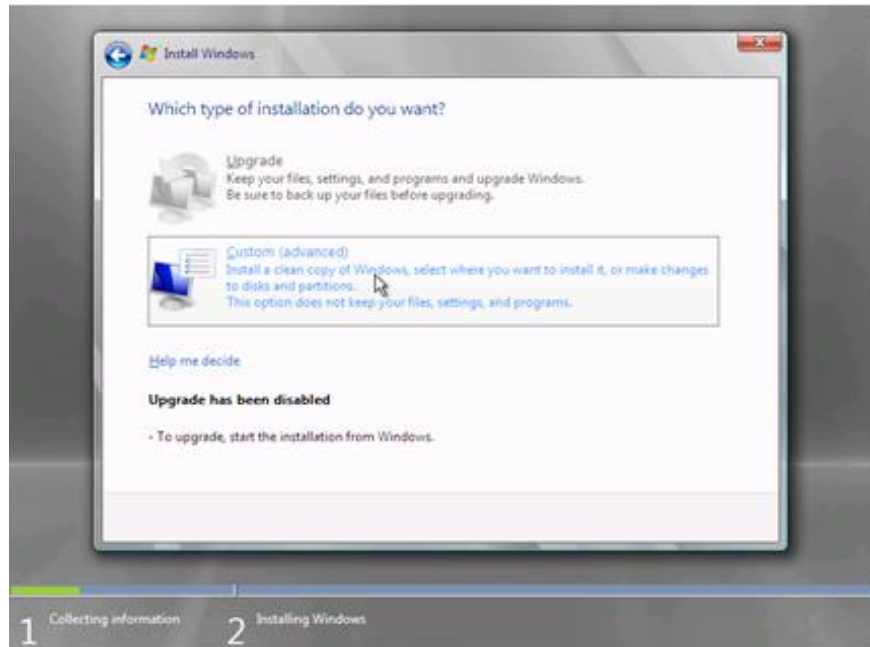 Install Windows
Which type of installation do you want?
Upgrade
Keep your files, settings, and programs and upgrade Windows.
Be sure to back up your files before upgrading.
Custom (advanced)
Install a clean copy of Windows, select where you want to install it, or make changes
to disks and partitions.
This option does not keep your files, settings, and programs.
Help me decide
Upgrade has been disabled
- To upgrade, start the installation from Windows.
1 Collecting information
2 Installing Windows